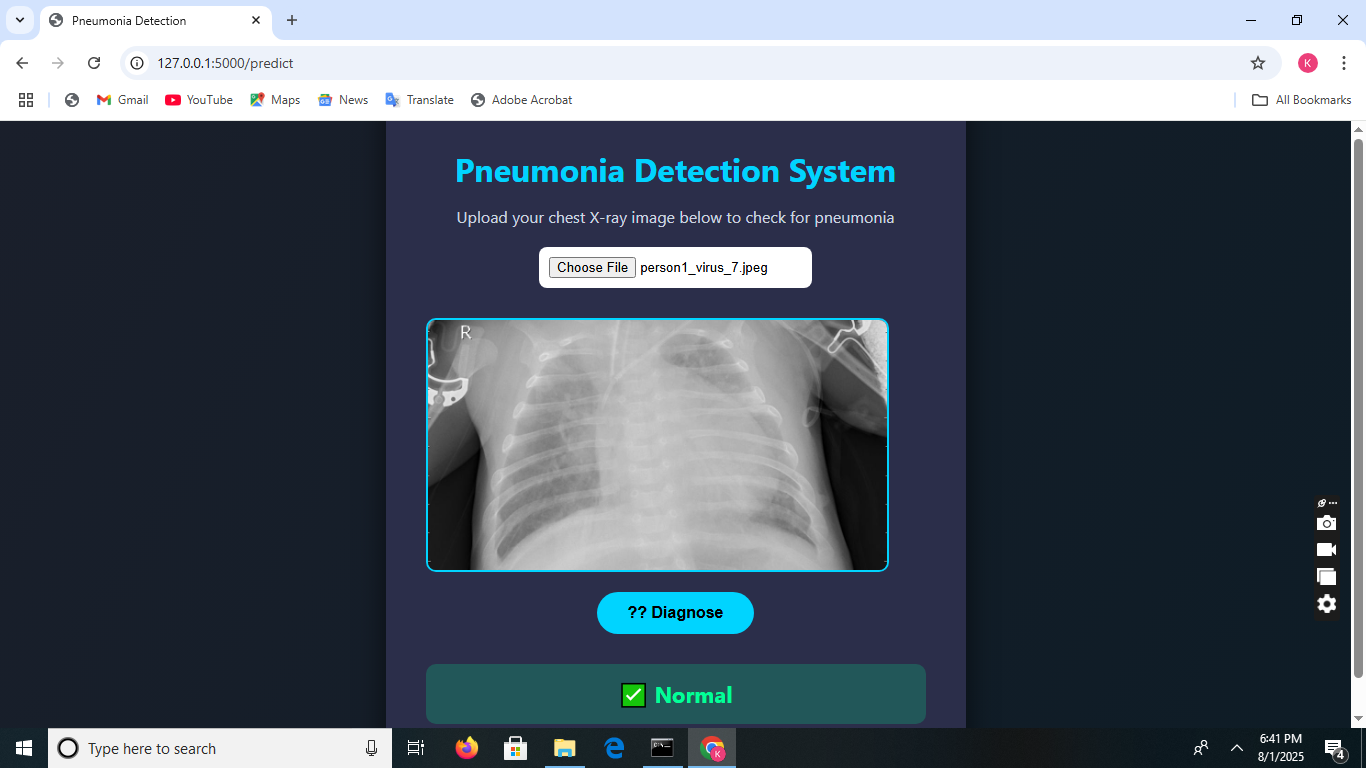 Pneumonia Detection
127.0.0.1:5000/predict
K
Gmail YouTube Maps News Translate Adobe Acrobat All Bookmarks
Pneumonia Detection System
Upload your chest X-ray image below to check for pneumonia
Choose File person1_virus_7.jpeg
R
?? Diagnose
✅ Normal
Type here to search
K
6:41 PM
8/1/2025
4